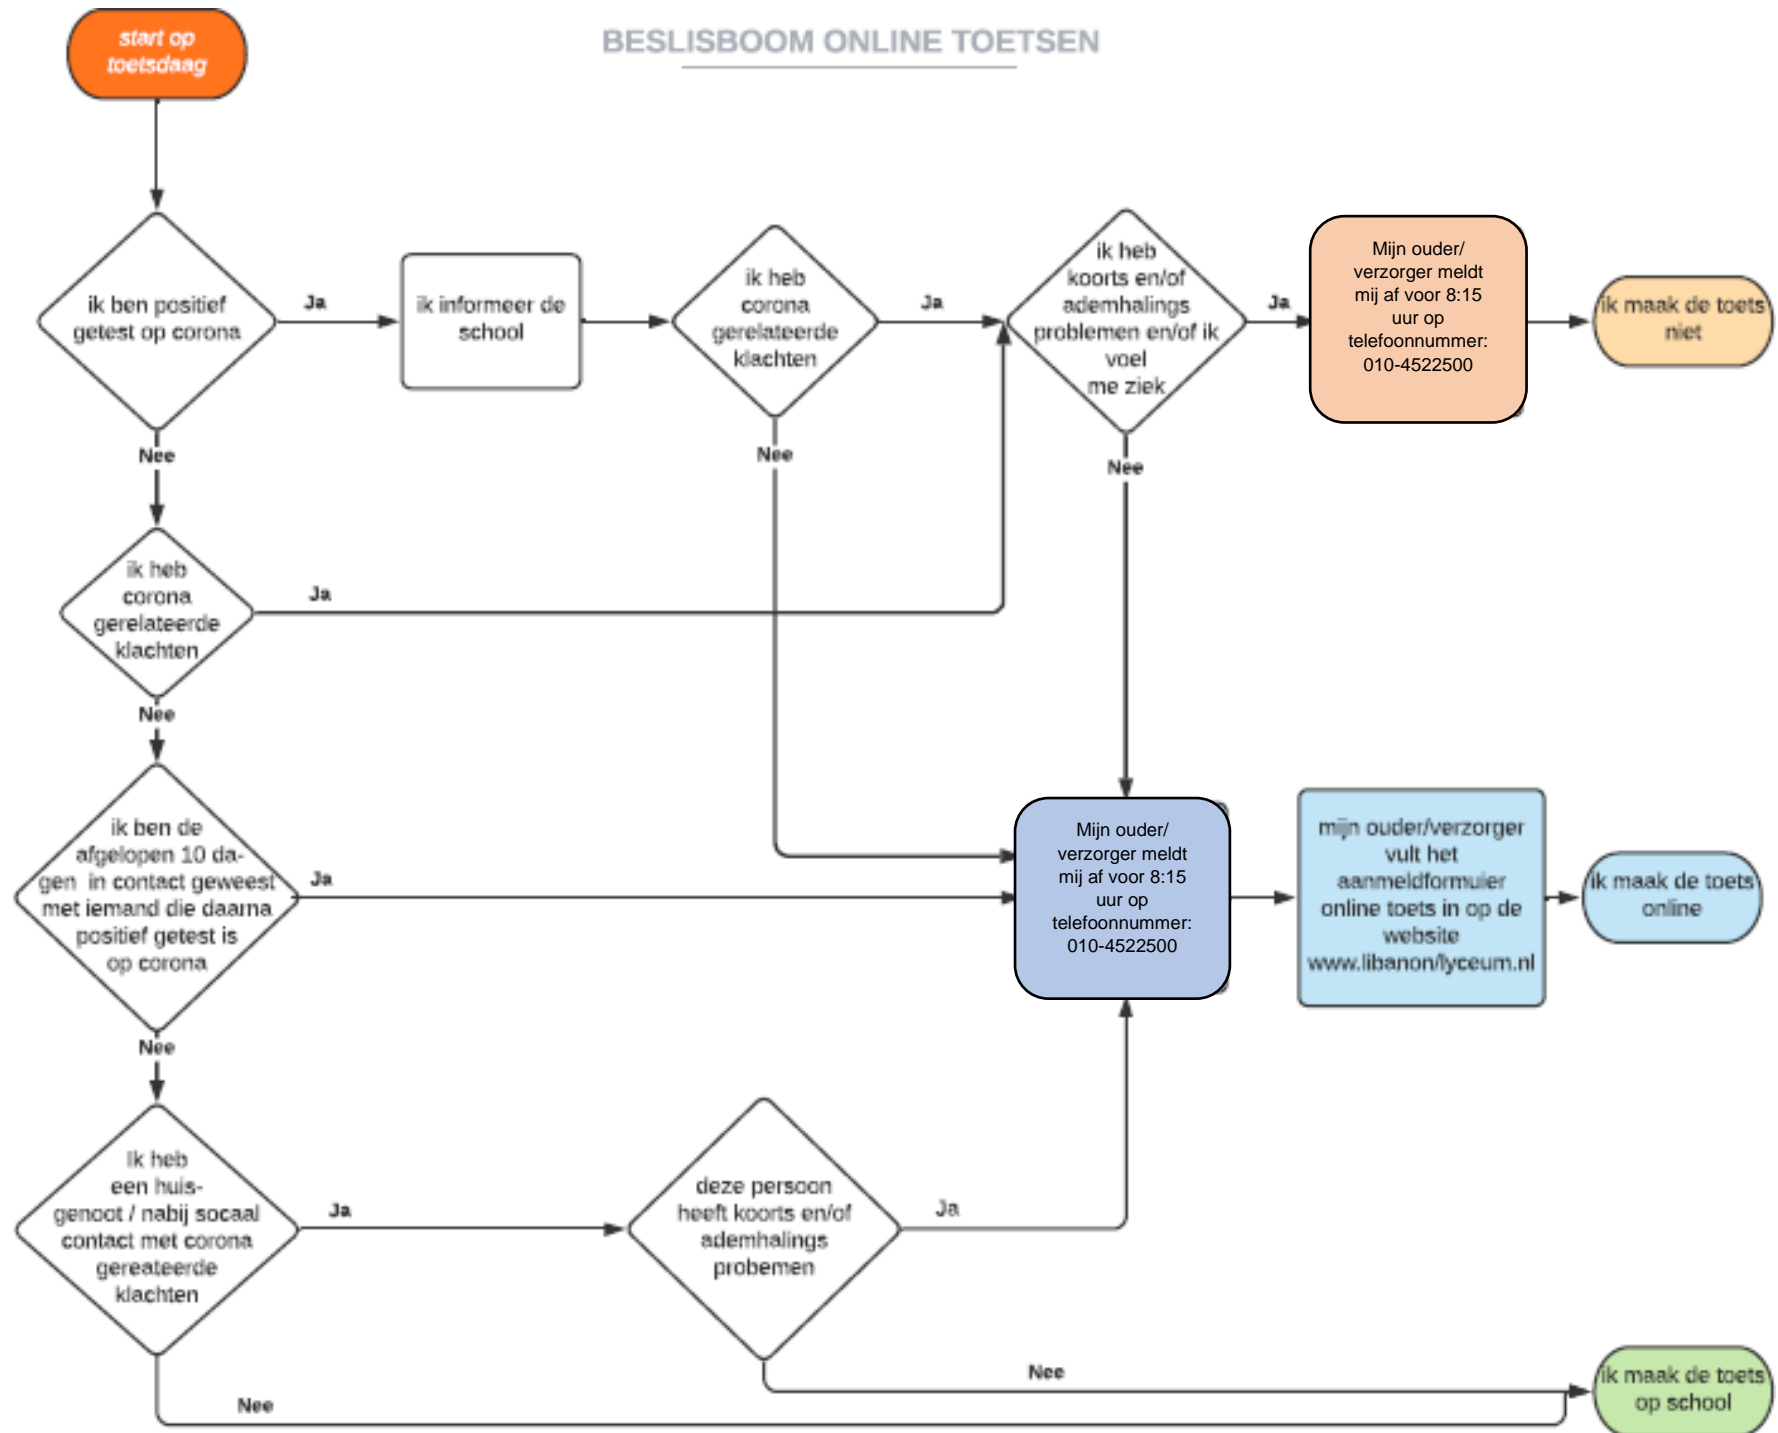 start op
toetsdaag
BESLISBOOM ONLINE TOETSEN
ik ben positief
getest op corona
Ja
ik informeer de
school
ik heb
corona
gerelateerde
klachten
Ja
ik heb
koorts en/of
ademhalings
problemen en/of ik
voel
me ziek
Ja
Mijn ouder/
verzorger meldt
mij af voor 8:15
uur op
telefoonnummer:
010-4522500
ik maak de toets
niet
Nee
Nee
Nee
ik heb
corona
gerelateerde
klachten
Ja
Nee
ik ben de
afgelopen 10 da-
gen in contact geweest
met iemand die daarna
positief getest is
op corona
Ja
Mijn ouder/
verzorger meldt
mij af voor 8:15
uur op
telefoonnummer:
010-4522500
mijn ouder/verzorger
vult het
aanmeldformuier
online toets in op de
website
www.libanon/lyceum.nl
ik maak de toets
online
Nee
Ik heb
een huis-
genoot / nabij socaal
contact met corona
gereateerde
klachten
Ja
deze persoon
heeft koorts en/of
ademhalings
probemen
Ja
Nee
Nee
ik maak de toets
op school